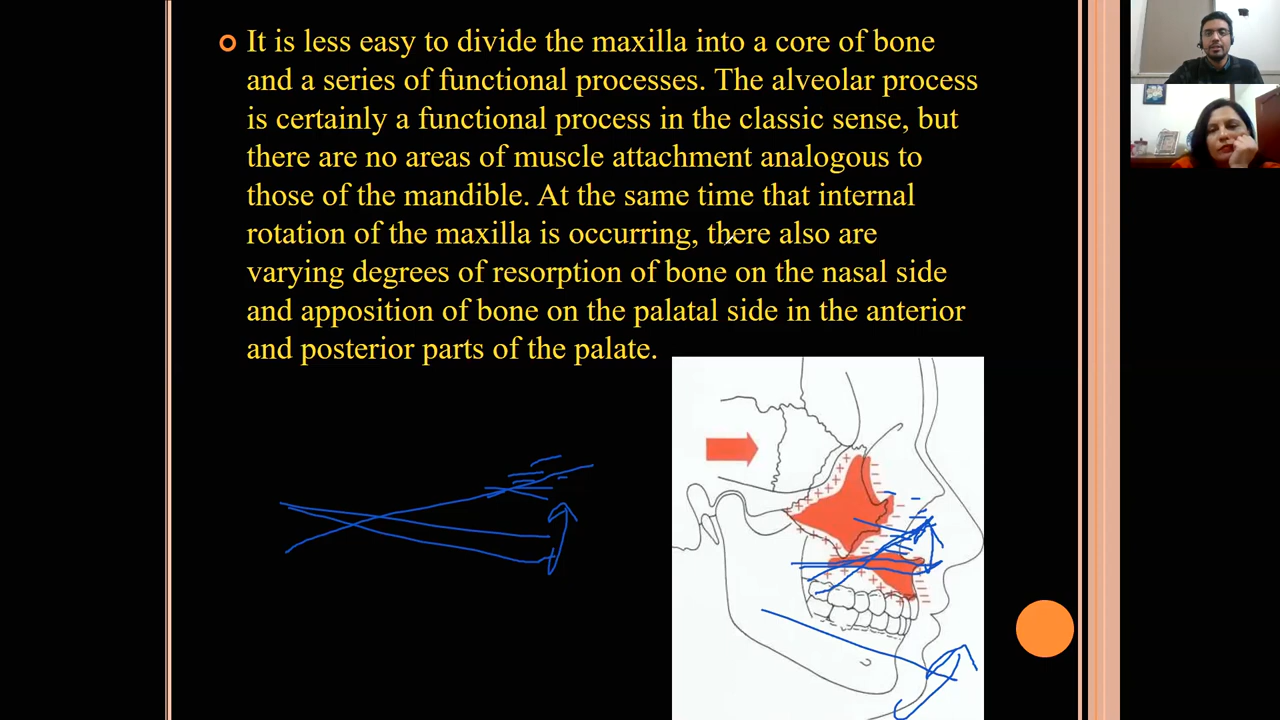 It is less easy to divide the maxilla into a core of bone
and a series of functional processes. The alveolar process
is certainly a functional process in the classic sense, but
there are no areas of muscle attachment analogous to
those of the mandible. At the same time that internal
rotation of the maxilla is occurring, there also are
varying degrees of resorption of bone on the nasal side
and apposition of bone on the palatal side in the anterior
and posterior parts of the palate.